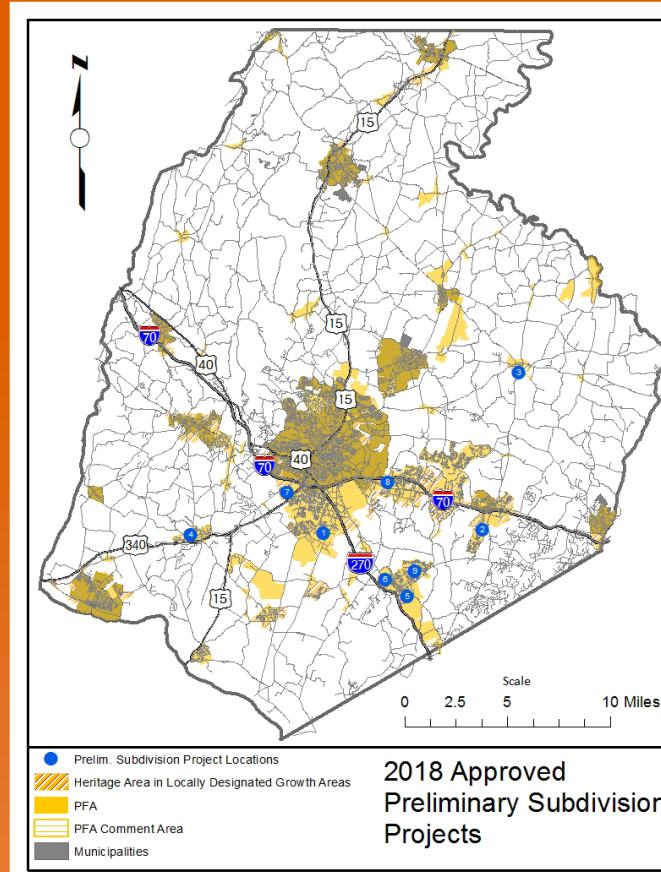 z
15
15
70
40
3
15
40
70
7
8
70
2
1
340
4
270
9
6
5
15
Scale
0 2.5 5 10 Miles
Prelim. Subdivision Project Locations
Heritage Area in Locally Designated Growth Areas
PFA
PFA Comment Area
Municipalities
2018 Approved
Preliminary Subdivision
Projects